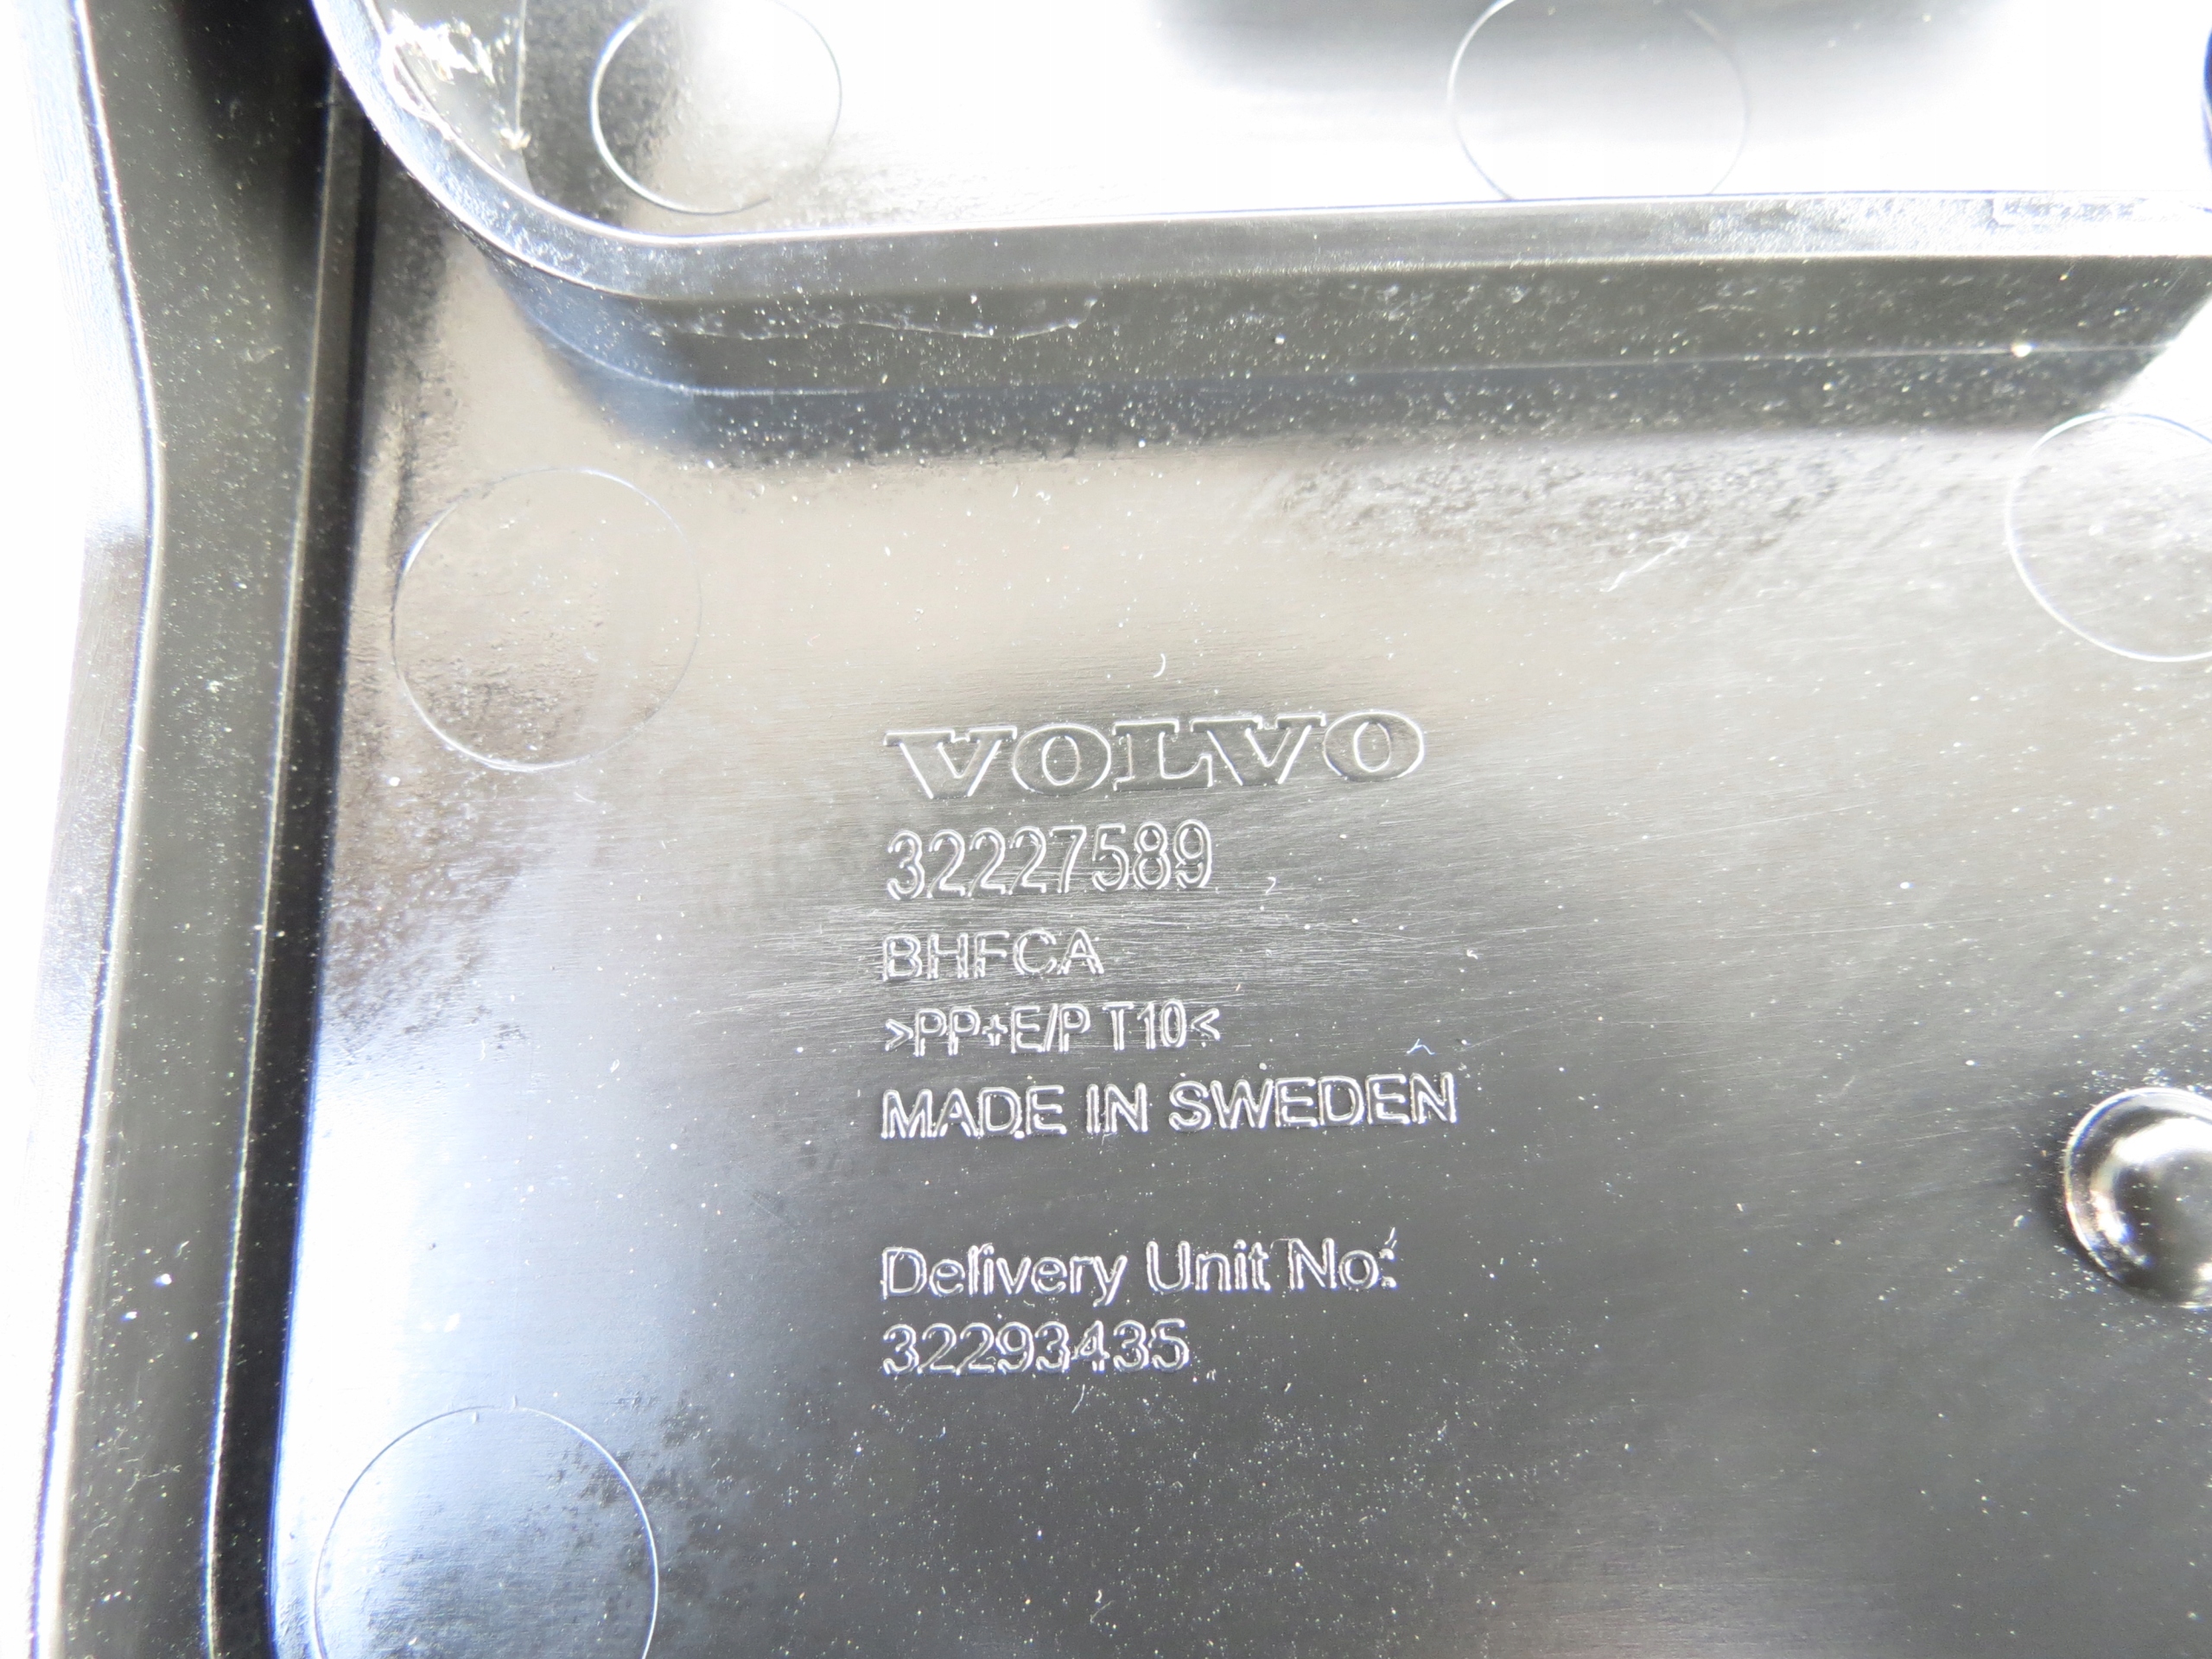 VOLVO
32227589
BHFCA
>PP+E/P T10<
MADE IN SWEDEN
Delivery Unit No:
32293435